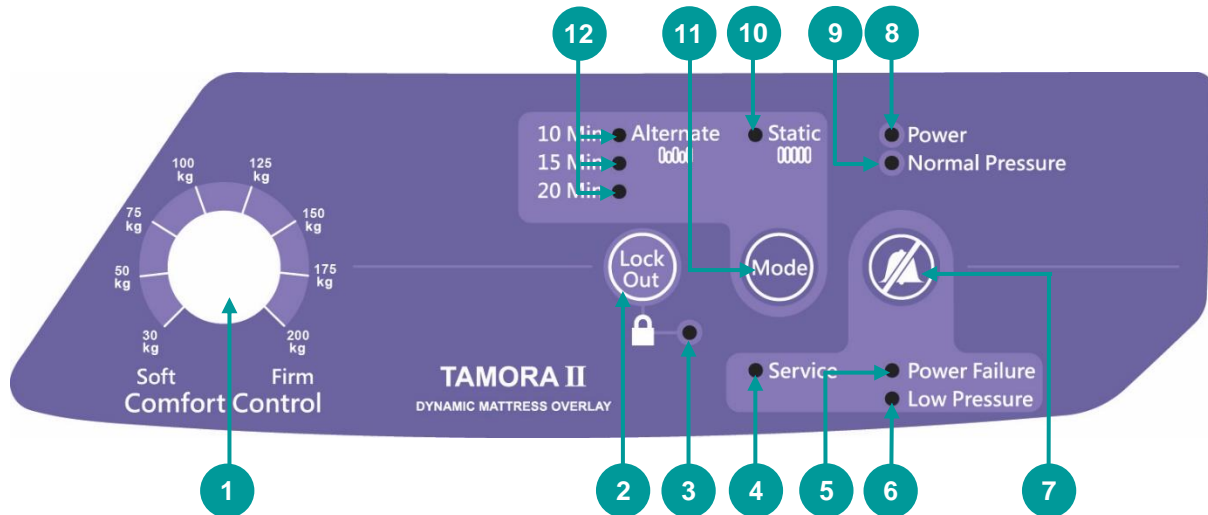 12
11
10
9
8
10 Min
Alternate
Static
Power
15 Min
Normal Pressure
20 Min
100
kg
125
kg
75
kg
150
kg
50
kg
175
kg
30
kg
200
kg
Lock
Out
Mode
Soft
Firm
Comfort Control
TAMORA II
DYNAMIC MATTRESS OVERLAY
Service
Power Failure
Low Pressure
1
2
3
4
5
6
7